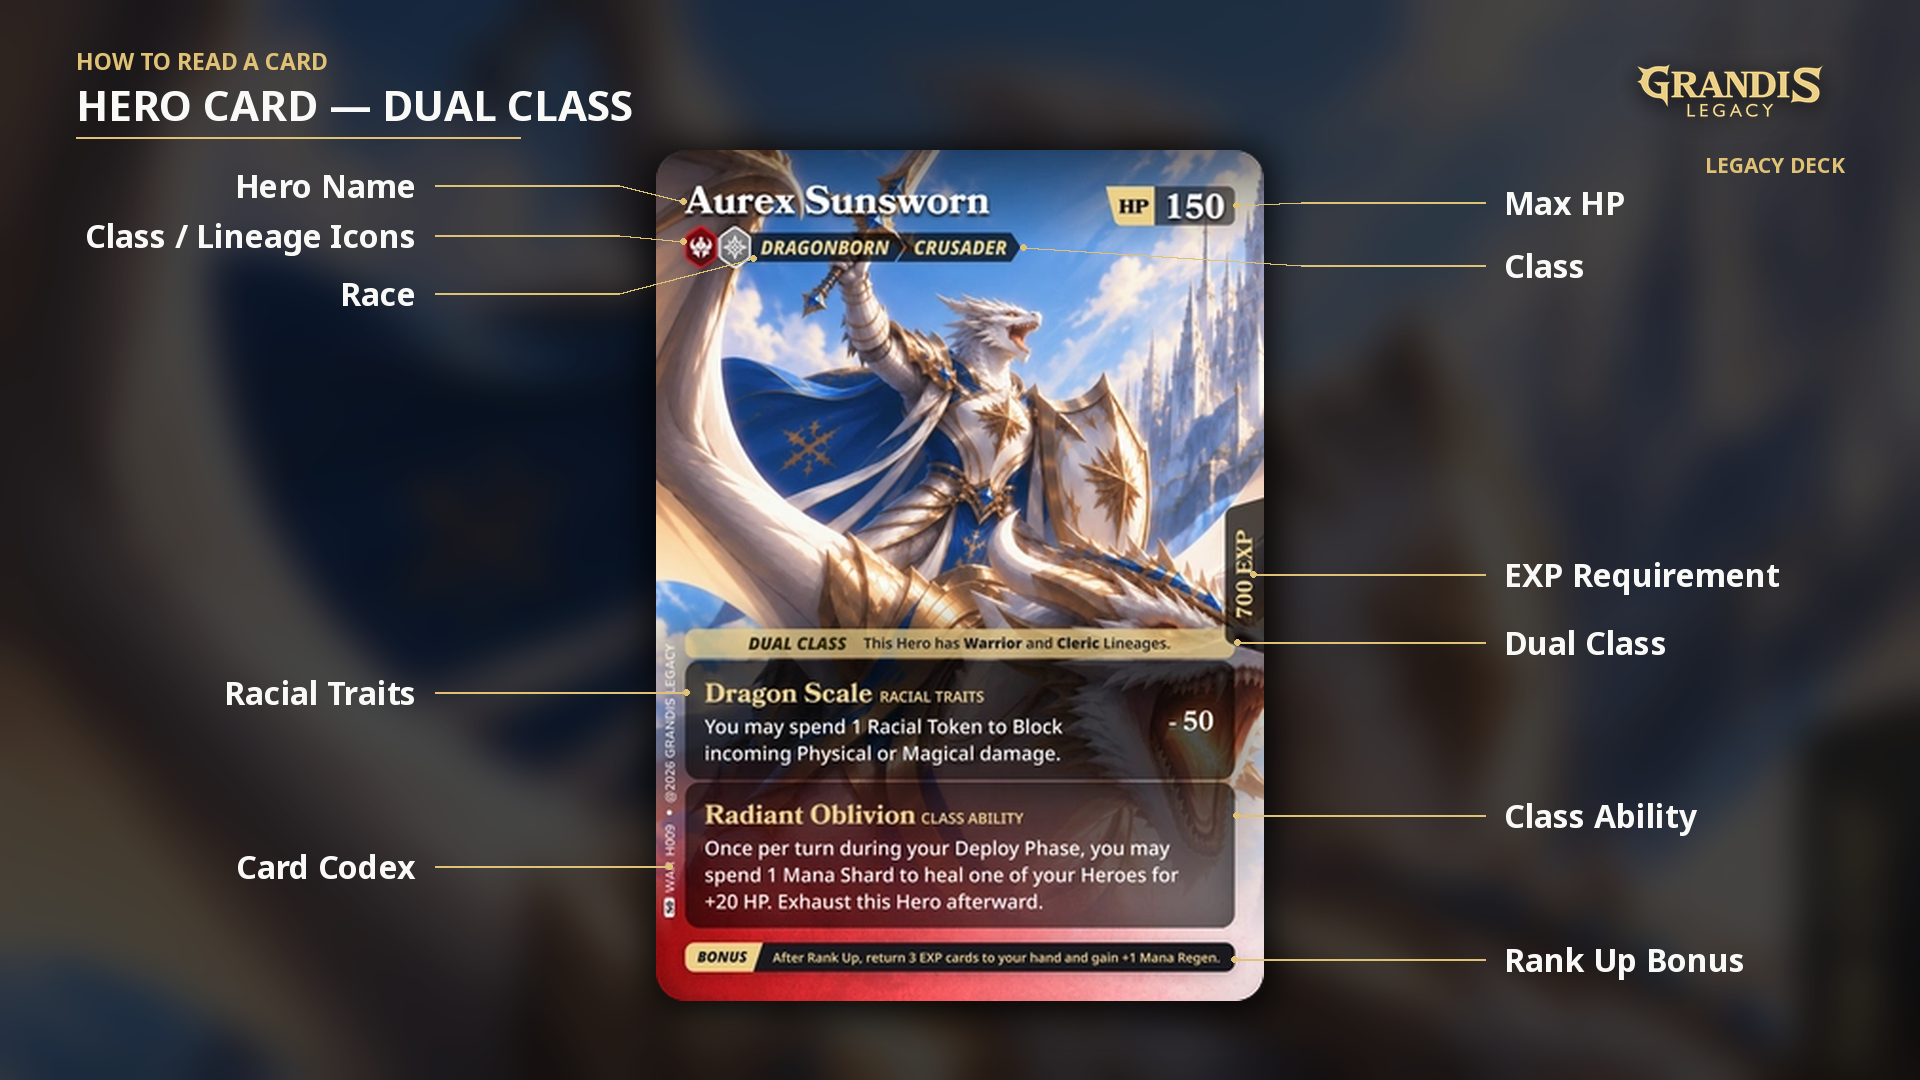 HOW TO READ A CARD
HERO CARD — DUAL CLASS
GRANDIS
LEGACY
LEGACY DECK
Hero Name
Class / Lineage Icons
Race
Racial Traits
Card Codex
Aurex Sunsworn
HP 150
DRAGONBORN CRUSADER
700 EXP
DUAL CLASS This Hero has Warrior and Cleric Lineages.
Dragon Scale RACIAL TRAITS
You may spend 1 Racial Token to Block
incoming Physical or Magical damage.
- 50
Radiant Oblivion CLASS ABILITY
Once per turn during your Deploy Phase, you may
spend 1 Mana Shard to heal one of your Heroes for
+20 HP. Exhaust this Hero afterward.
BONUS After Rank Up, return 3 EXP cards to your hand and gain +1 Mana Regen.
WAR H009 • @2026 GRANDIS LEGACY
Max HP
Class
EXP Requirement
Dual Class
Class Ability
Rank Up Bonus